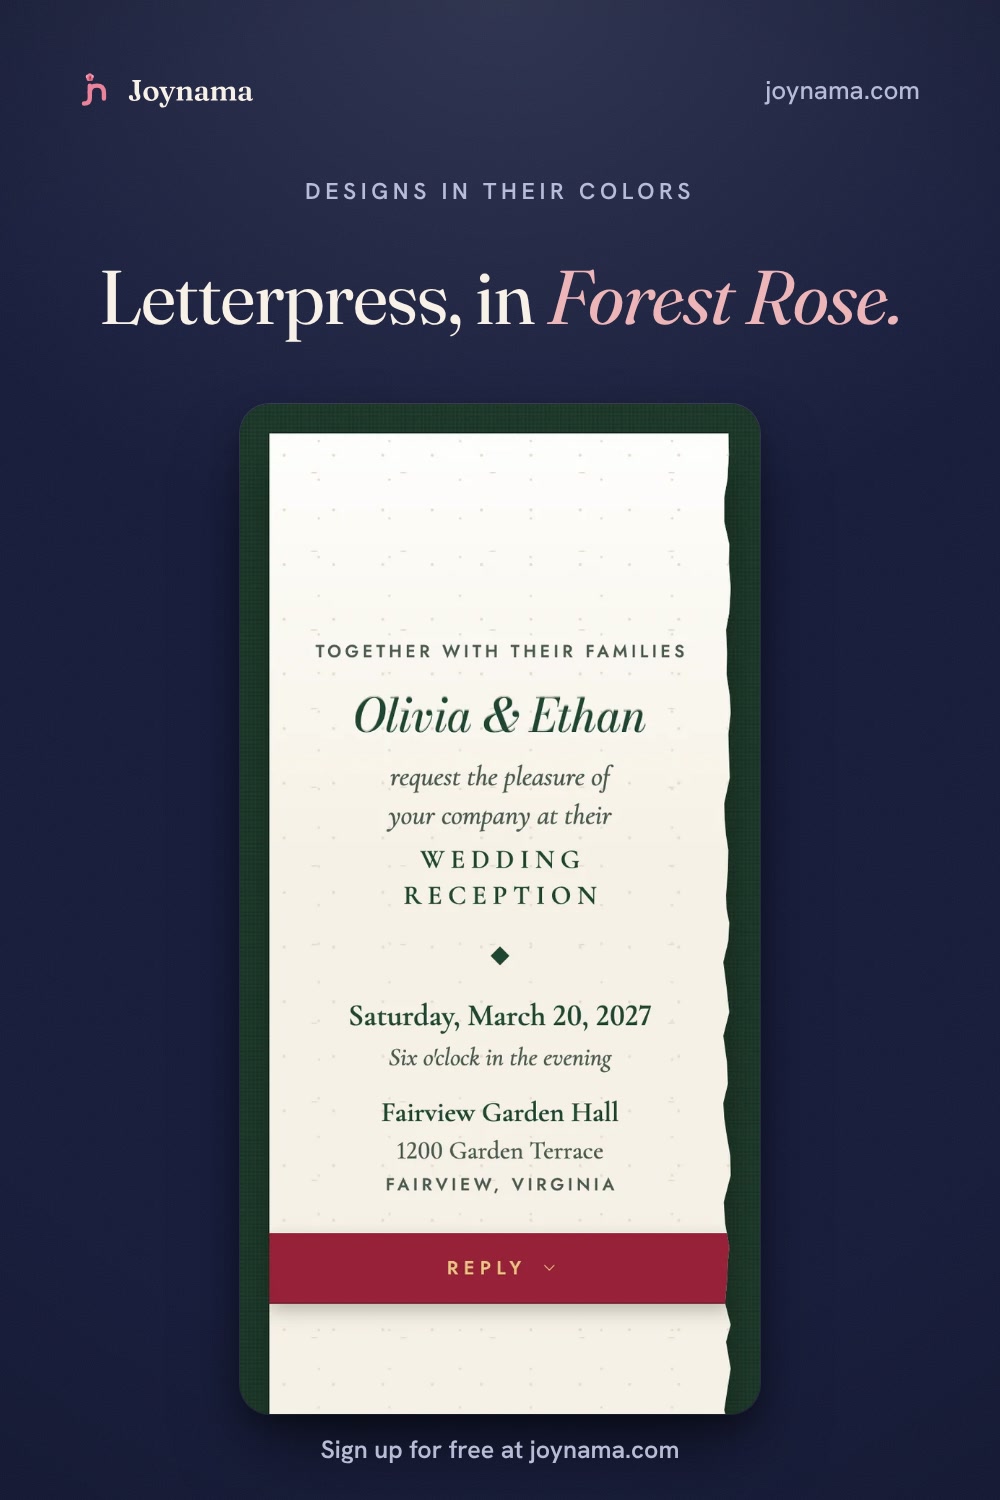 Joynama
joynama.com
DESIGNS IN THEIR COLORS
Letterpress, in Forest Rose.
TOGETHER WITH THEIR FAMILIES
Olivia & Ethan
request the pleasure of
your company at their
WEDDING
RECEPTION
Saturday, March 20, 2027
Six o'clock in the evening
Fairview Garden Hall
1200 Garden Terrace
FAIRVIEW, VIRGINIA
REPLY
Sign up for free at joynama.com